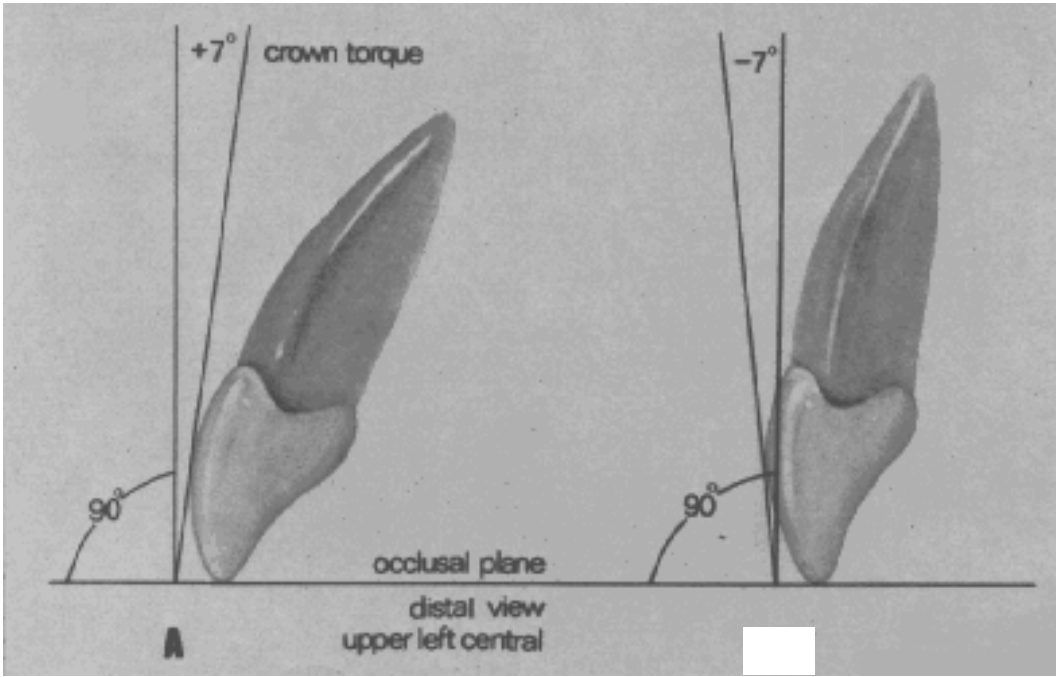 +7° crown torque
-7°
90°
90°
occlusal plane
distal view
upper left central
A